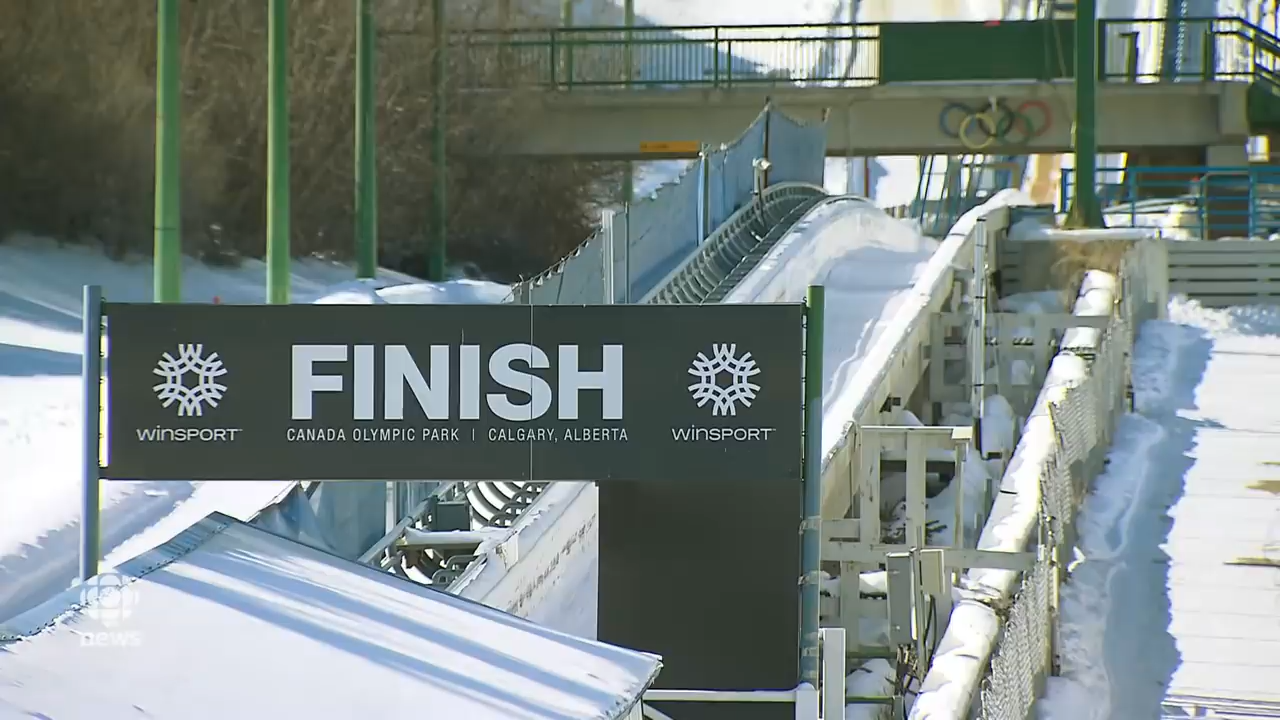 FINISH
WINSPORT
CANADA OLYMPIC PARK | CALGARY, ALBERTA
WINSPORT
news